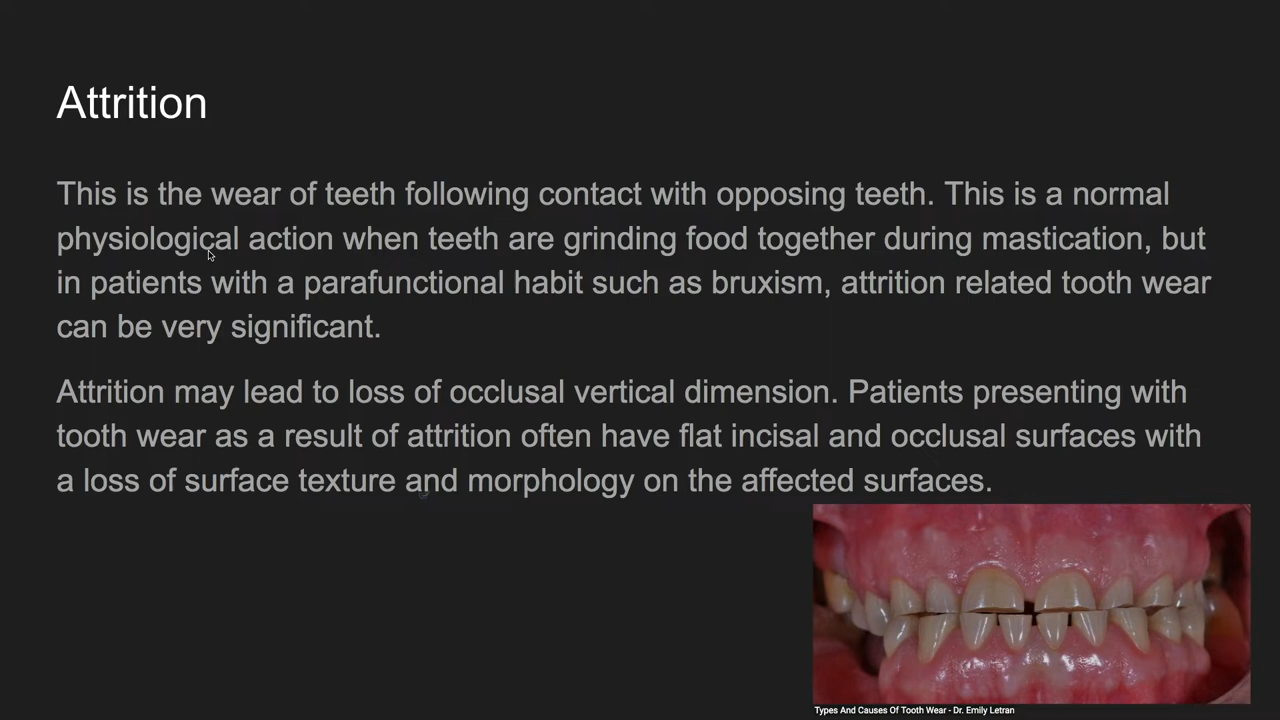 Attrition
This is the wear of teeth following contact with opposing teeth. This is a normal
physiological action when teeth are grinding food together during mastication, but
in patients with a parafunctional habit such as bruxism, attrition related tooth wear
can be very significant.
Attrition may lead to loss of occlusal vertical dimension. Patients presenting with
tooth wear as a result of attrition often have flat incisal and occlusal surfaces with
a loss of surface texture and morphology on the affected surfaces.
Types And Causes Of Tooth Wear - Dr. Emily Letran